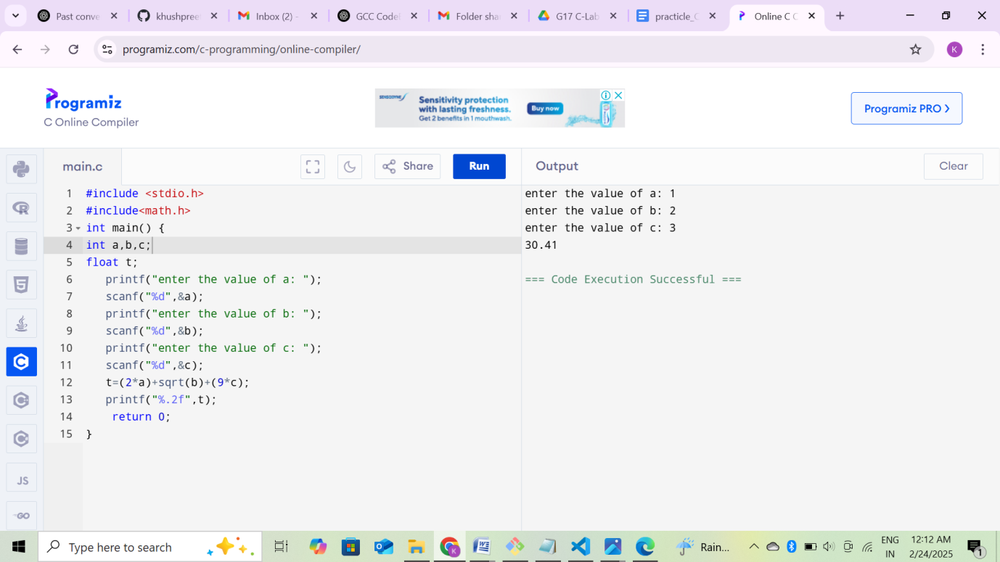 Past conve
khushpree
Inbox (2) -
GCC Codel
Folder sha
G17 C-Lab
practicle_C
Online C C
programiz.com/c-programming/online-compiler/
K
Programiz
C Online Compiler
SENSODYNE
Sensitivity protection
with lasting freshness.
Get 2 benefits in 1 mouthwash.
Buy now
Programiz PRO >
main.c
Share
Run
Output
Clear
1 #include <stdio.h>
2 #include<math.h>
3 int main() {
4 int a,b,c;
5 float t;
6 printf("enter the value of a: ");
7 scanf("%d",&a);
8 printf("enter the value of b: ");
9 scanf("%d",&b);
10 printf("enter the value of c: ");
11 scanf("%d",&c);
12 t=(2*a)+sqrt(b)+(9*c);
13 printf("%.2f",t);
14 return 0;
15 }
enter the value of a: 1
enter the value of b: 2
enter the value of c: 3
30.41
=== Code Execution Successful ===
JS
GO
Type here to search
Rain...
ENG
IN
12:12 AM
2/24/2025
1